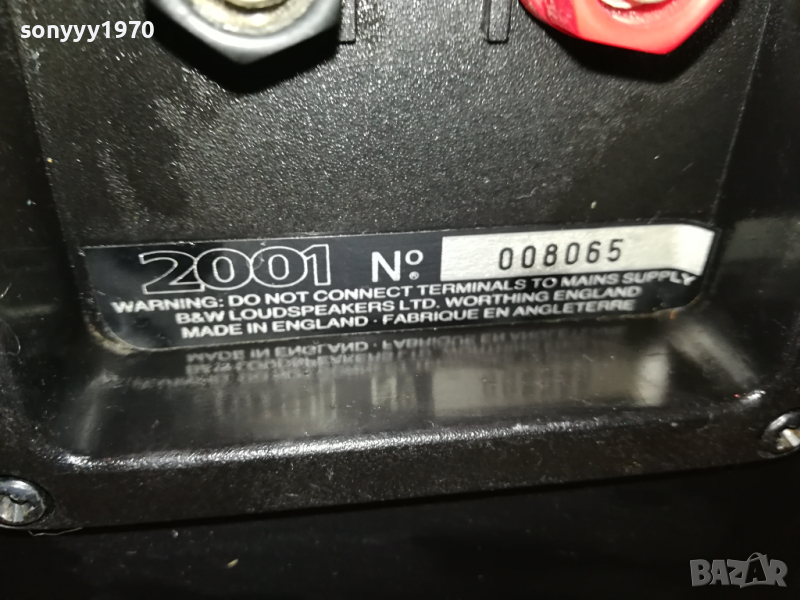 sonyyy1970
2001 Nº. 008065
WARNING: DO NOT CONNECT TERMINALS TO MAINS SUPPLY
B&W LOUDSPEAKERS LTD. WORTHING ENGLAND
MADE IN ENGLAND · FABRIQUE EN ANGLETERRE
BAZAR